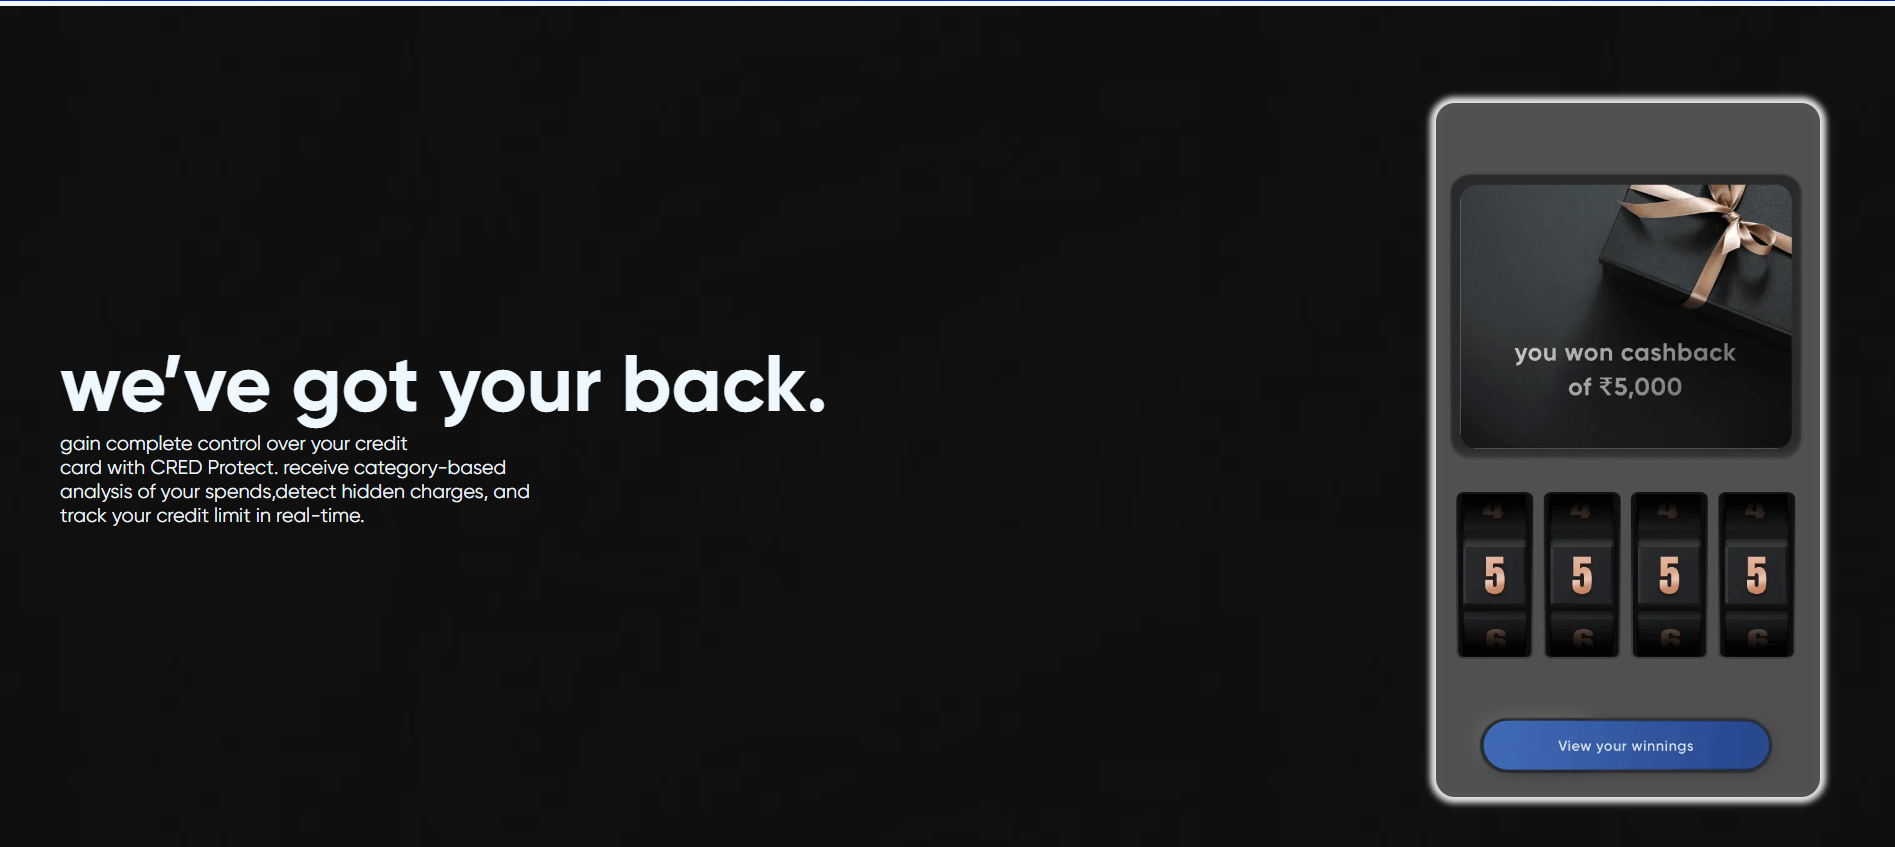 we’ve got your back.
gain complete control over your credit
card with CRED Protect. receive category-based
analysis of your spends,detect hidden charges, and
track your credit limit in real-time.
you won cashback
of ₹5,000
4 4 4 4
5 5 5 5
6 6 6 6
View your winnings